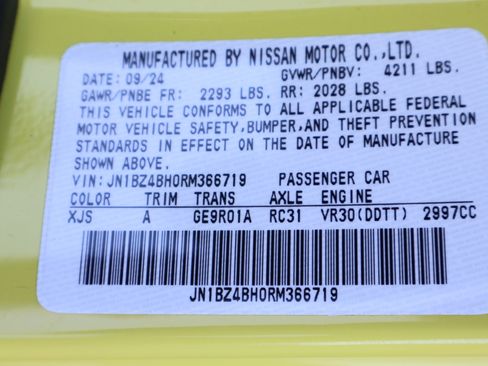 MANUFACTURED BY NISSAN MOTOR CO.,LTD.
DATE: 09/24 GVWR/PNBV: 4211 LBS.
GAWR/PNBE FR: 2293 LBS. RR: 2028 LBS.
THIS VEHICLE CONFORMS TO ALL APPLICABLE FEDERAL
MOTOR VEHICLE SAFETY,BUMPER,AND THEFT PREVENTION
STANDARDS IN EFFECT ON THE DATE OF MANUFACTURE
SHOWN ABOVE.
VIN: JN1BZ4BH0RM366719 PASSENGER CAR
COLOR TRIM TRANS AXLE ENGINE
XJS A GE9R01A RC31 VR30(DDTT) 2997CC
JN1BZ4BH0RM366719